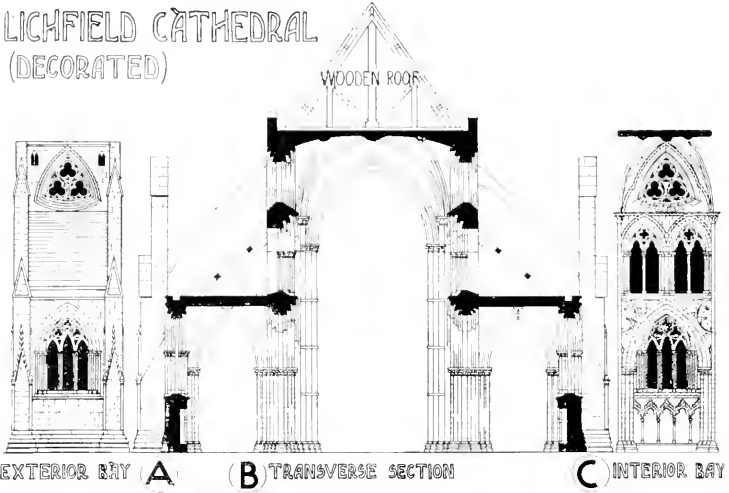 LICHFIELD CATHEDRAL
(DECORATED)
WOODEN ROOF
EXTERIOR BAY (A)
(B) TRANSVERSE SECTION
(C) INTERIOR BAY